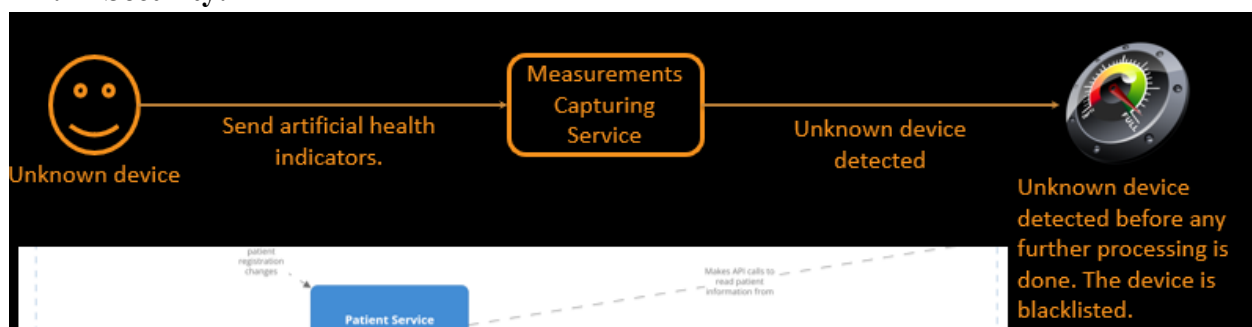 Measurements
Capturing
Service
Send artificial health
indicators.
Unknown device
detected
Unknown device
Unknown device
detected before any
further processing is
done. The device is
blacklisted.
FULL
patient
registration
changes
Makes API calls to
read patient
information from
Patient Service